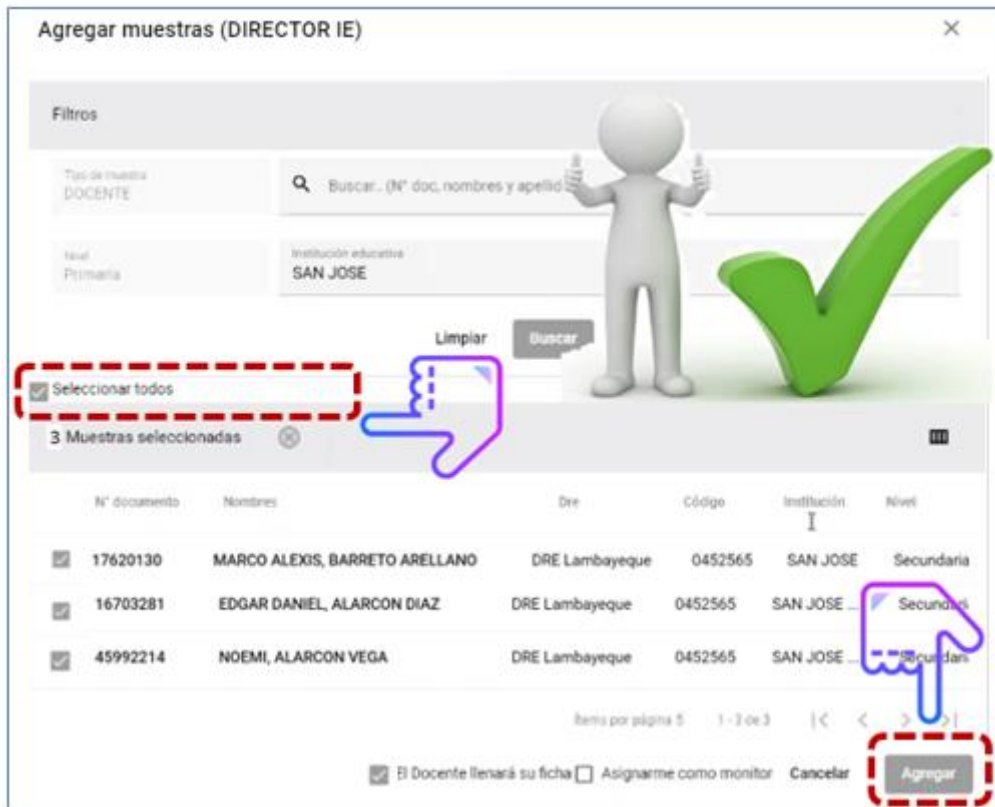 Agregar muestras (DIRECTOR IE)
Filtros
Tipo de muestra
DOCENTE
Buscar.. (N° doc, nombres y apellid
Nivel
Primaria
Institución educativa
SAN JOSE
Limpiar Buscar
Seleccionar todos
3 Muestras seleccionadas
N° documento Nombres Dre Código Institución Nivel
17620130 MARCO ALEXIS, BARRETO ARELLANO DRE Lambayeque 0452565 SAN JOSE Secundaria
16703281 EDGAR DANIEL, ALARCON DIAZ DRE Lambayeque 0452565 SAN JOSE ...
45992214 NOEMI, ALARCON VEGA DRE Lambayeque 0452565 SAN JOSE ...
Items por página 5 1 - 3 de 3
El Docente llenará su ficha Asignarme como monitor Cancelar Agregar